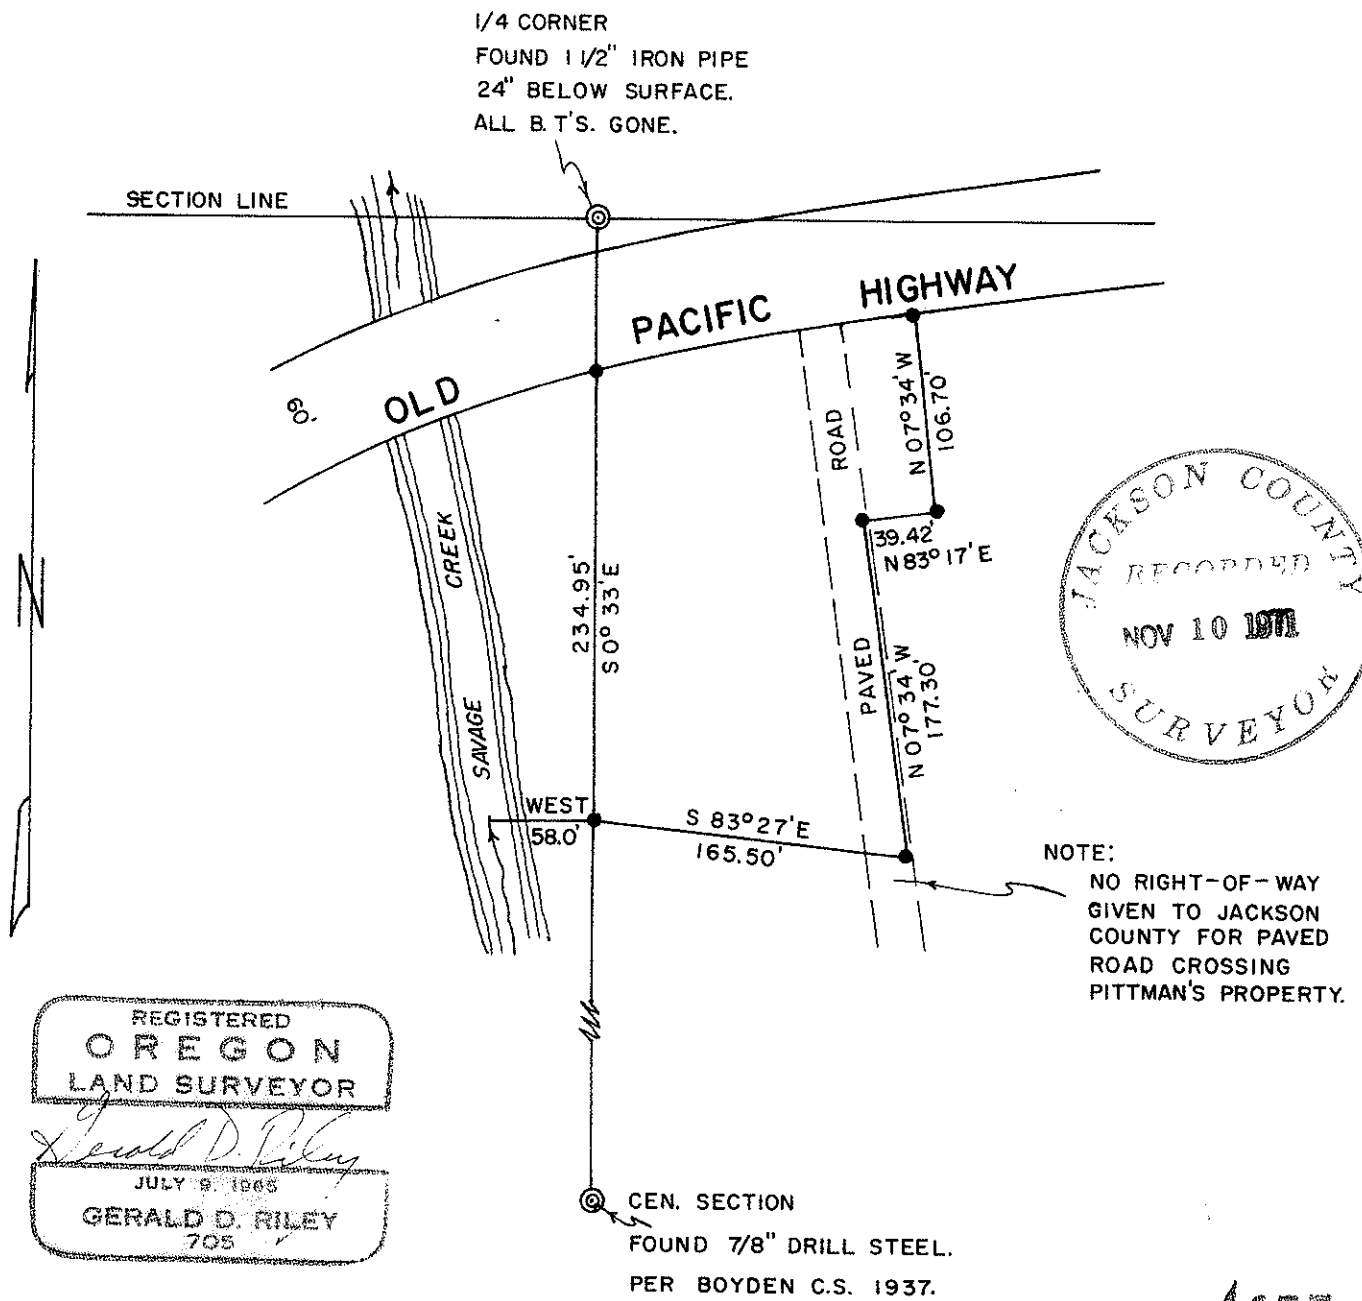 1/4 CORNER
FOUND 1 1/2" IRON PIPE
24" BELOW SURFACE.
ALL B.T'S. GONE.
SECTION LINE
OLD PACIFIC HIGHWAY
60'
ROAD
N 07° 34' W
106.70'
39.42'
N 83° 17' E
CREEK
SAVAGE
234.95'
S 0° 33' E
PAVED
N 07° 34' W
177.30'
WEST
58.0'
S 83° 27' E
165.50'
N
JACKSON COUNTY
RECORDED
NOV 10 1971
SURVEYOR
NOTE:
NO RIGHT-OF-WAY
GIVEN TO JACKSON
COUNTY FOR PAVED
ROAD CROSSING
PITTMAN'S PROPERTY.
REGISTERED
OREGON
LAND SURVEYOR
Gerald D. Riley
JULY 9, 1965
GERALD D. RILEY
705
CEN. SECTION
FOUND 7/8" DRILL STEEL.
PER BOYDEN C.S. 1937.